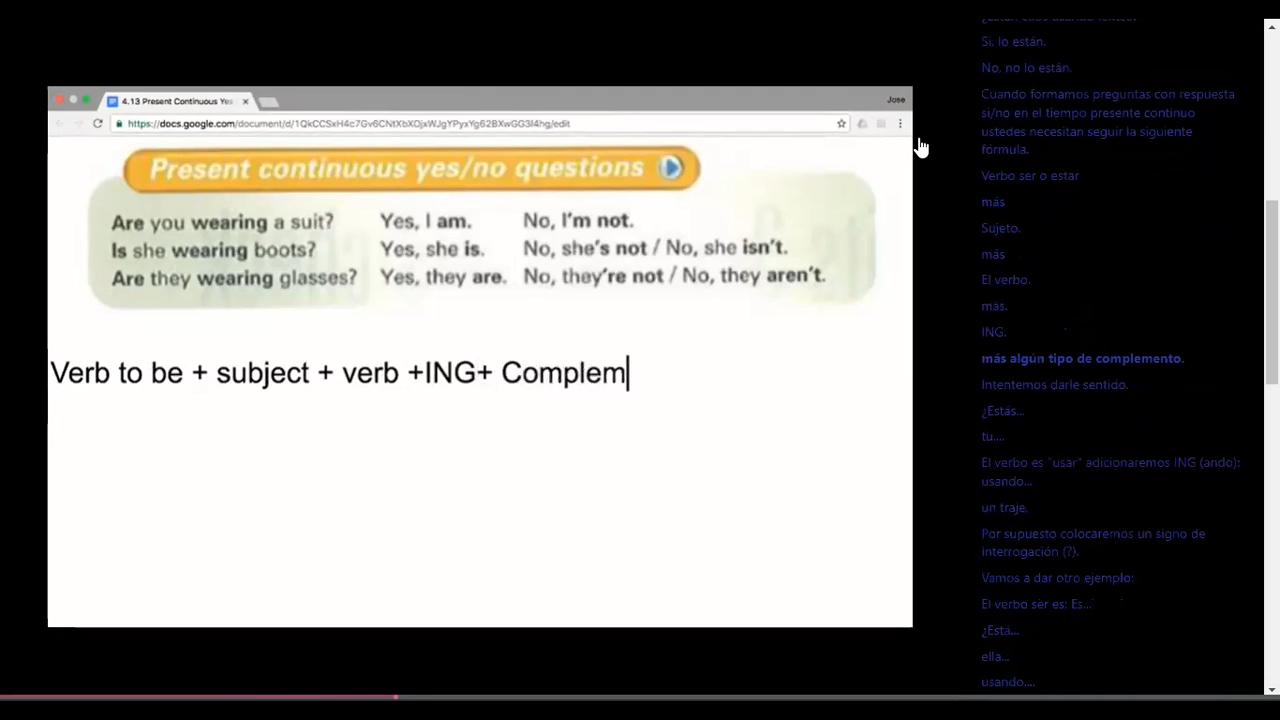 4.13 Present Continuous Yes
Jose
https://docs.google.com/document/d/1QkCCSxH4c7Gv6CNtXbXOjxWJgYPyxYg62BXwGG3l4hg/edit
Present continuous yes/no questions
Are you wearing a suit? Yes, I am. No, I'm not.
Is she wearing boots? Yes, she is. No, she's not / No, she isn't.
Are they wearing glasses? Yes, they are. No, they're not / No, they aren't.
Verb to be + subject + verb +ING+ Complem
Si, lo están.
No, no lo están.
Cuando formamos preguntas con respuesta
si/no en el tiempo presente continuo
ustedes necesitan seguir la siguiente
fórmula.
Verbo ser o estar
más
Sujeto.
más
El verbo.
más.
ING.
más algún tipo de complemento.
Intentemos darle sentido.
¿Estás...
tu....
El verbo es "usar" adicionaremos ING (ando):
usando...
un traje.
Por supuesto colocaremos un signo de
interrogación (?).
Vamos a dar otro ejemplo:
El verbo ser es: Es...
¿Está...
ella...
usando....